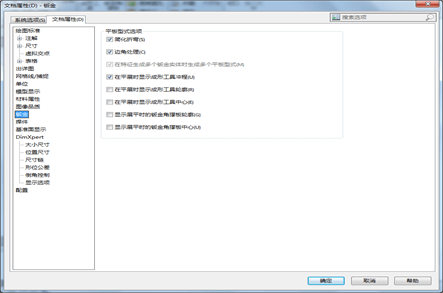 文档属性(D) - 钣金
系统选项(S)
文档属性(D)
搜索选项
绘图标准
注解
尺寸
虚拟交点
表格
出详图
网格线/捕捉
单位
模型显示
材料属性
图像品质
钣金
焊件
基准面显示
DimXpert
大小尺寸
位置尺寸
尺寸链
形位公差
倒角控制
显示选项
配置
平板型式选项
简化折弯(S)
边角处理(C)
在特征生成多个钣金实体时生成多个平板型式(M)
在平展时显示成形工具冲程(U)
在平展时显示成形工具轮廓(R)
在平展时显示成形工具中心(E)
显示展平时的钣金角撑板轮廓(G)
显示展平时的钣金角撑板中心(U)
确定
取消
帮助